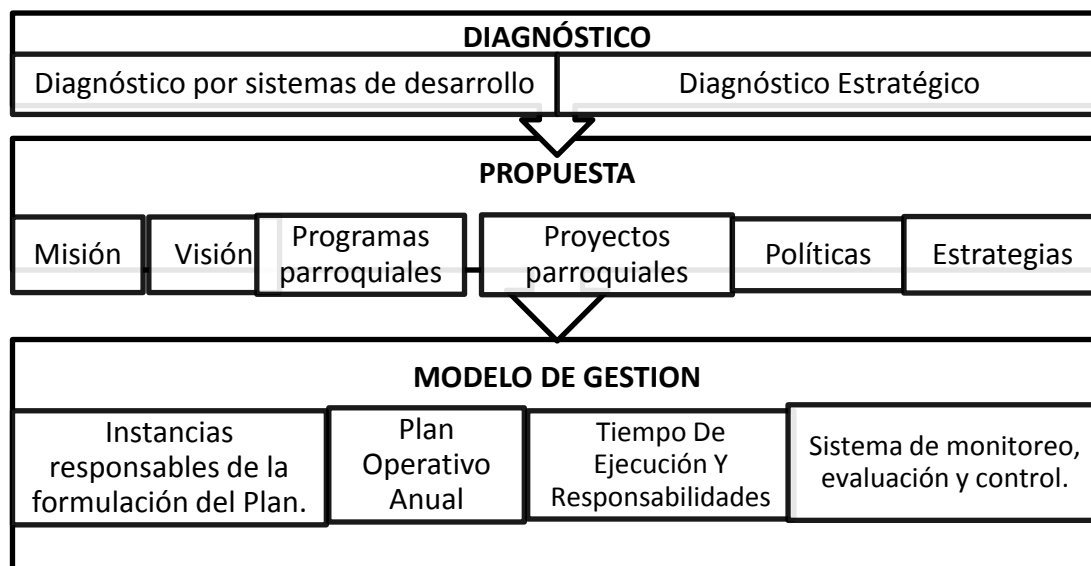 DIAGNÓSTICO
Diagnóstico por sistemas de desarrollo
Diagnóstico Estratégico
PROPUESTA
Misión
Visión
Programas
parroquiales
Proyectos
parroquiales
Políticas
Estrategias
MODELO DE GESTION
Instancias
responsables de la
formulación del Plan.
Plan
Operativo
Anual
Tiempo De
Ejecución Y
Responsabilidades
Sistema de monitoreo,
evaluación y control.